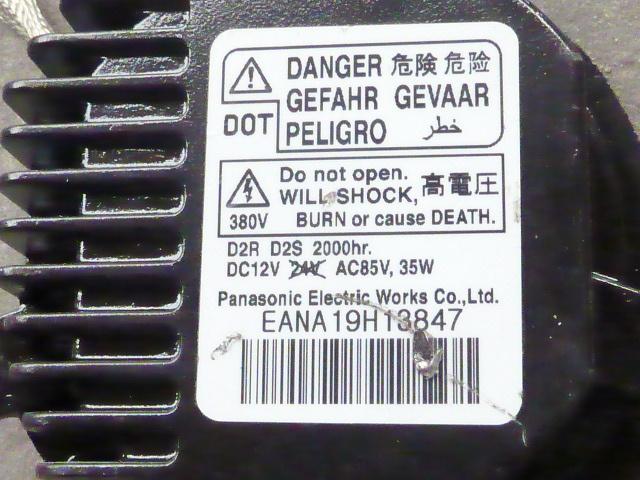 DANGER 危険 危险
GEFAHR GEVAAR
DOT PELIGRO خطر
Do not open.
WILL SHOCK, 高電圧
380V BURN or cause DEATH.
D2R D2S 2000hr.
DC12V 24V AC85V, 35W
Panasonic Electric Works Co.,Ltd.
EANA19H13847